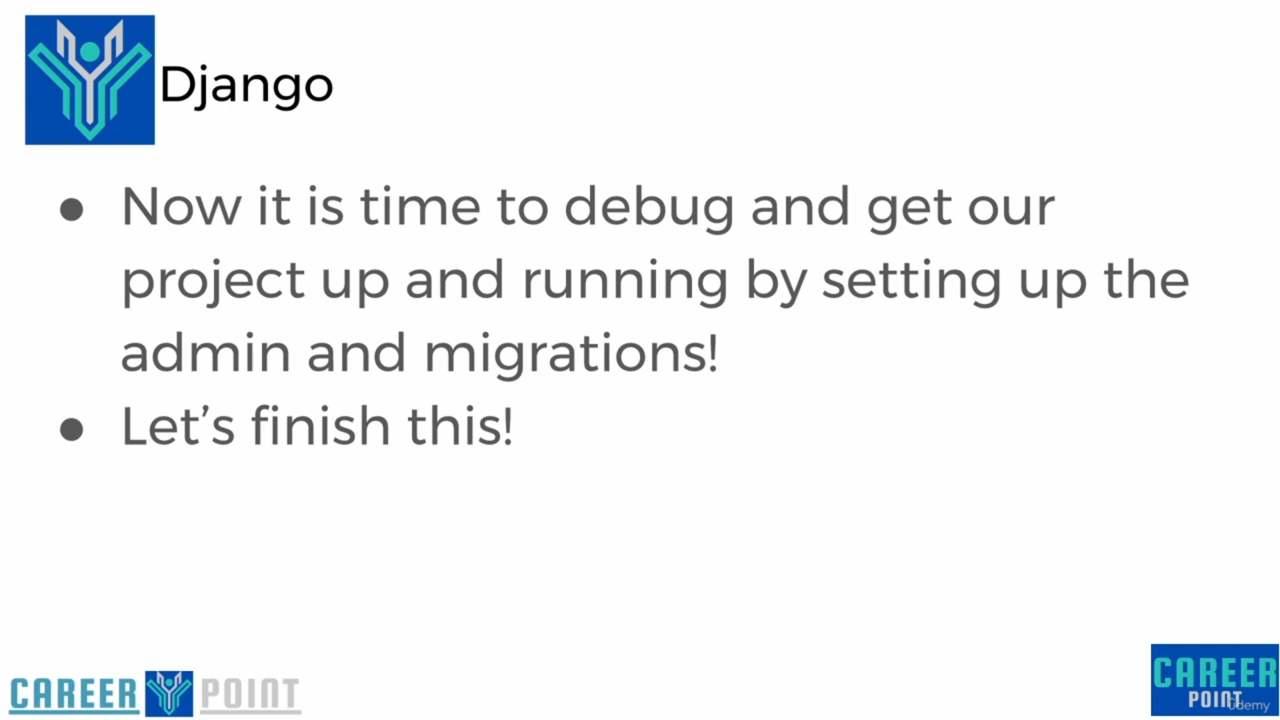 Django
● Now it is time to debug and get our
project up and running by setting up the
admin and migrations!
● Let's finish this!
CAREER POINT
CAREER
POINT
ûdemy